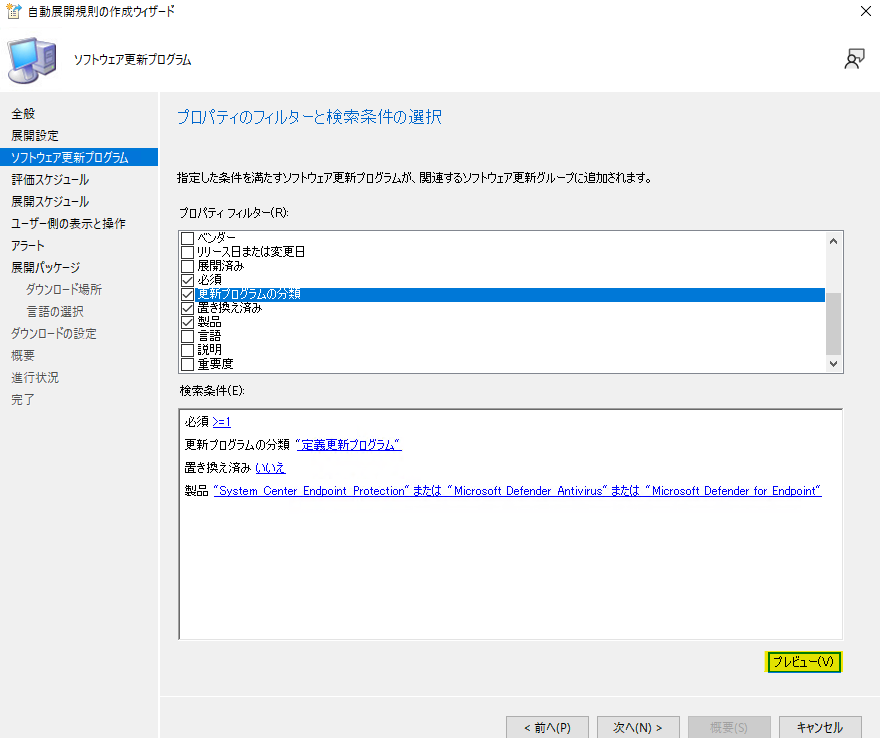 自動展開規則の作成ウィザード
ソフトウェア更新プログラム
全般
展開設定
ソフトウェア更新プログラム
評価スケジュール
展開スケジュール
ユーザー側の表示と操作
アラート
展開パッケージ
ダウンロード場所
言語の選択
ダウンロードの設定
概要
進行状況
完了
プロパティのフィルターと検索条件の選択
指定した条件を満たすソフトウェア更新プログラムが、関連するソフトウェア更新グループに追加されます。
プロパティ フィルター(R):
ベンダー
リリース日または変更日
展開済み
必須
更新プログラムの分類
置き換え済み
製品
言語
説明
重要度
検索条件(E):
必須 >=1
更新プログラムの分類 "定義更新プログラム"
置き換え済み いいえ
製品 "System Center Endpoint Protection" または "Microsoft Defender Antivirus" または "Microsoft Defender for Endpoint"
プレビュー(V)
< 前へ(P)
次へ(N) >
概要(S)
キャンセル